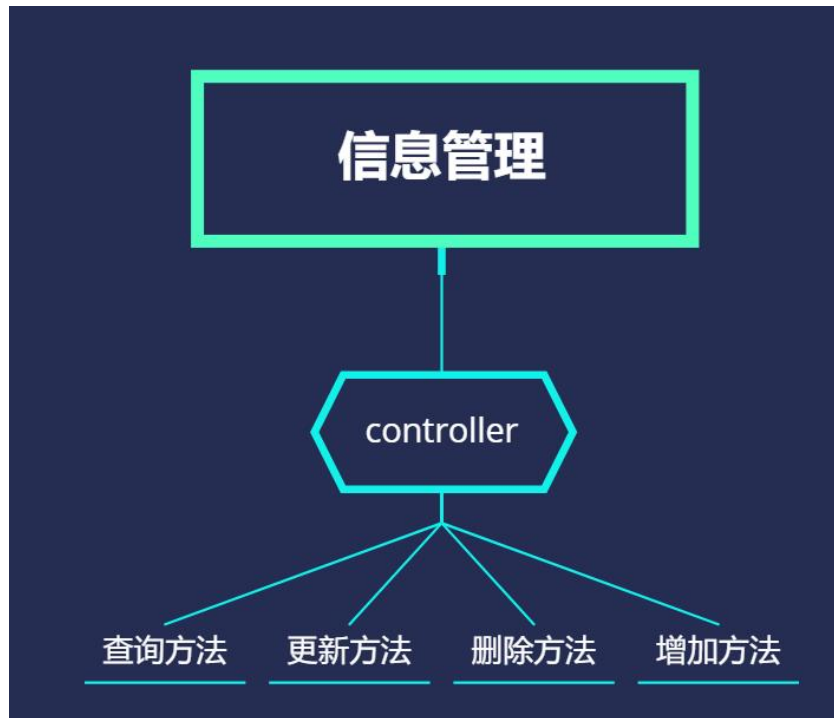 信息管理
controller
查询方法
更新方法
删除方法
增加方法